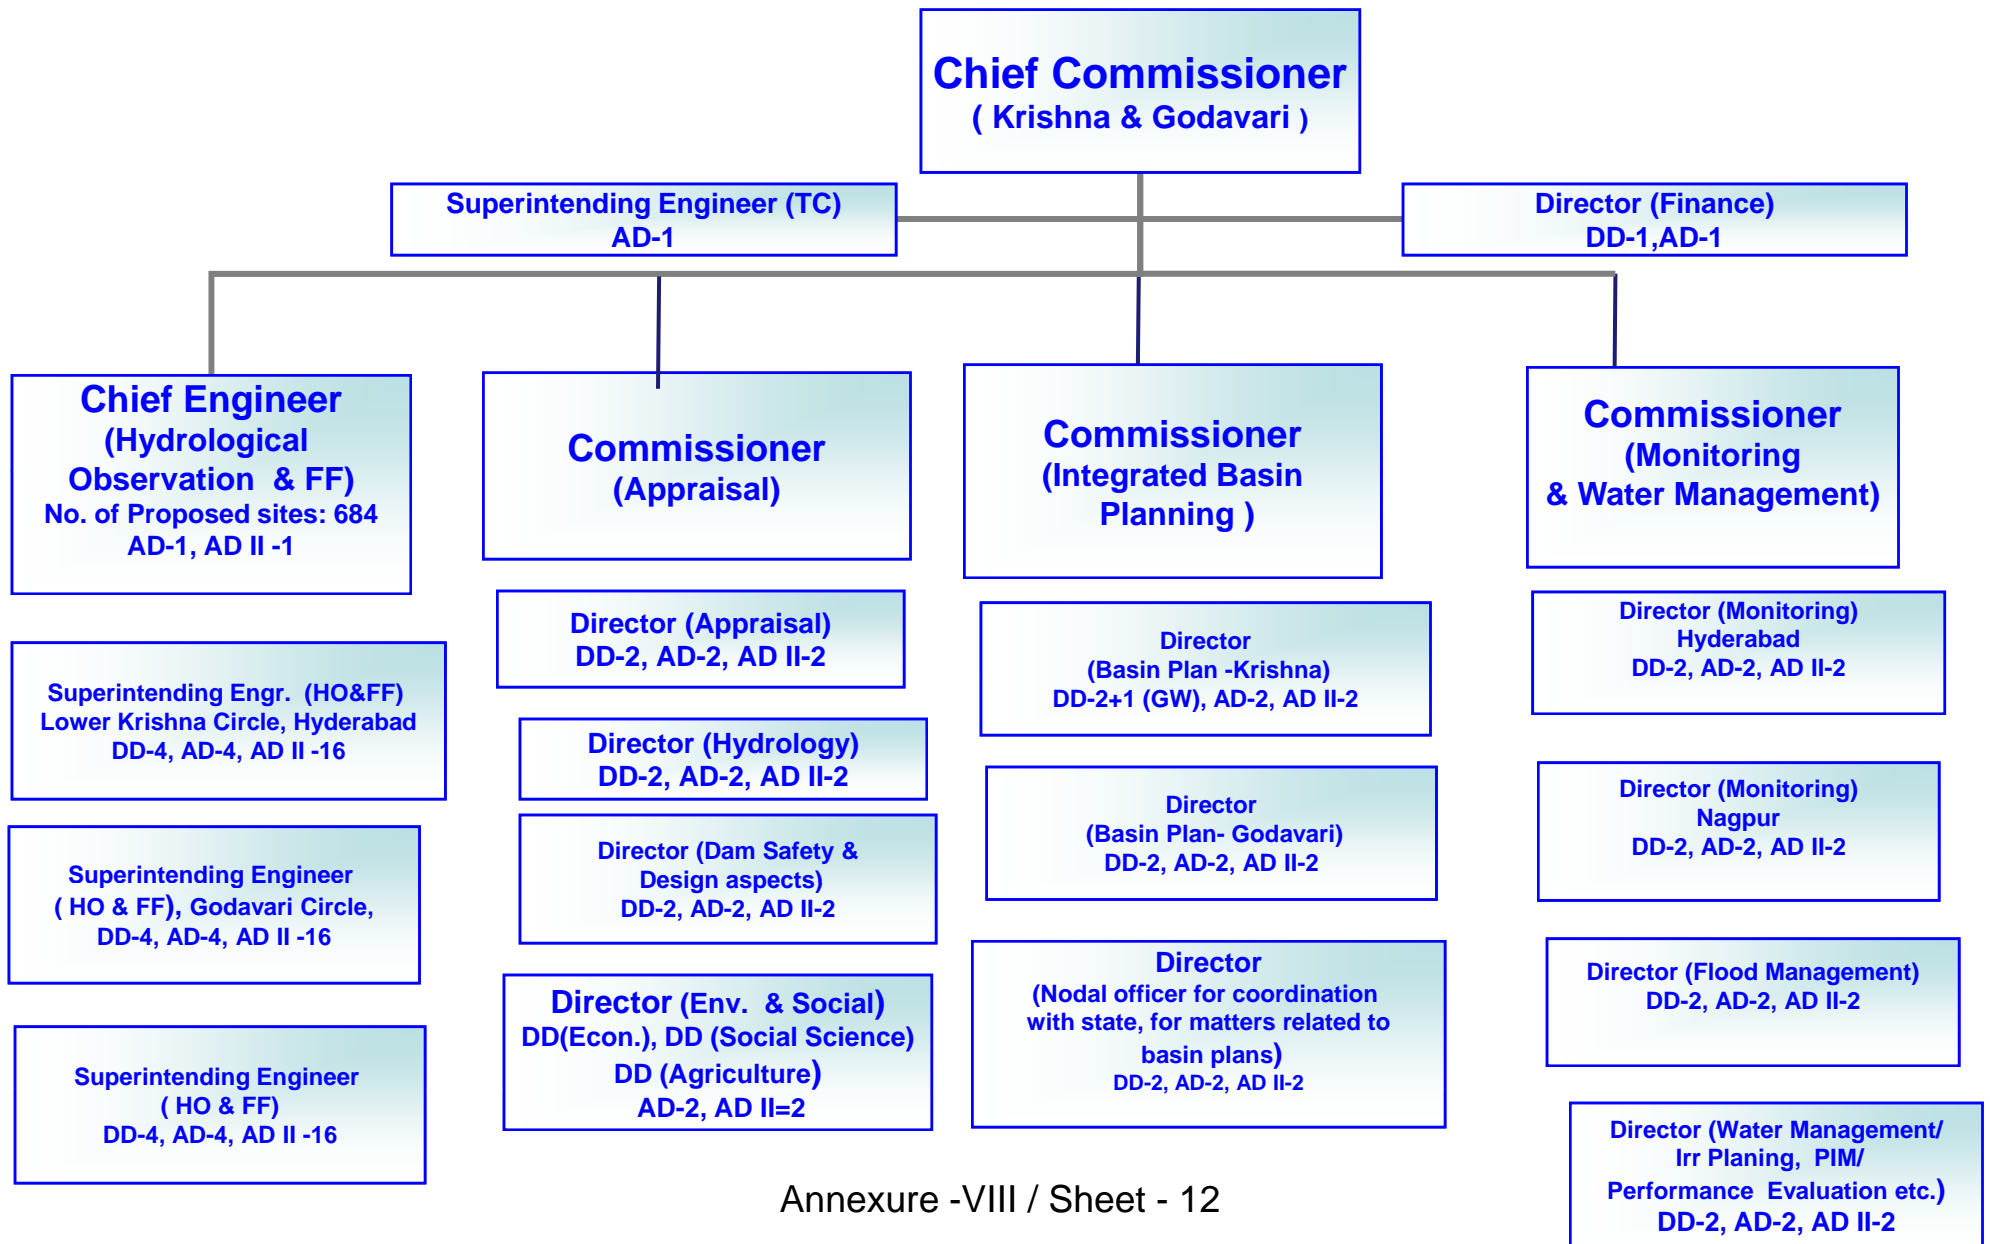 Chief Commissioner
( Krishna & Godavari )
Superintending Engineer (TC)
AD-1
Director (Finance)
DD-1,AD-1
Chief Engineer
(Hydrological
Observation & FF)
No. of Proposed sites: 684
AD-1, AD II -1
Superintending Engr. (HO&FF)
Lower Krishna Circle, Hyderabad
DD-4, AD-4, AD II -16
Superintending Engineer
( HO & FF), Godavari Circle,
DD-4, AD-4, AD II -16
Superintending Engineer
( HO & FF)
DD-4, AD-4, AD II -16
Commissioner
(Appraisal)
Director (Appraisal)
DD-2, AD-2, AD II-2
Director (Hydrology)
DD-2, AD-2, AD II-2
Director (Dam Safety &
Design aspects)
DD-2, AD-2, AD II-2
Director (Env. & Social)
DD(Econ.), DD (Social Science)
DD (Agriculture)
AD-2, AD II=2
Commissioner
(Integrated Basin
Planning )
Director
(Basin Plan -Krishna)
DD-2+1 (GW), AD-2, AD II-2
Director
(Basin Plan- Godavari)
DD-2, AD-2, AD II-2
Director
(Nodal officer for coordination
with state, for matters related to
basin plans)
DD-2, AD-2, AD II-2
Commissioner
(Monitoring
& Water Management)
Director (Monitoring)
Hyderabad
DD-2, AD-2, AD II-2
Director (Monitoring)
Nagpur
DD-2, AD-2, AD II-2
Director (Flood Management)
DD-2, AD-2, AD II-2
Director (Water Management/
Irr Planing, PIM/
Performance Evaluation etc.)
DD-2, AD-2, AD II-2
Annexure -VIII / Sheet - 12